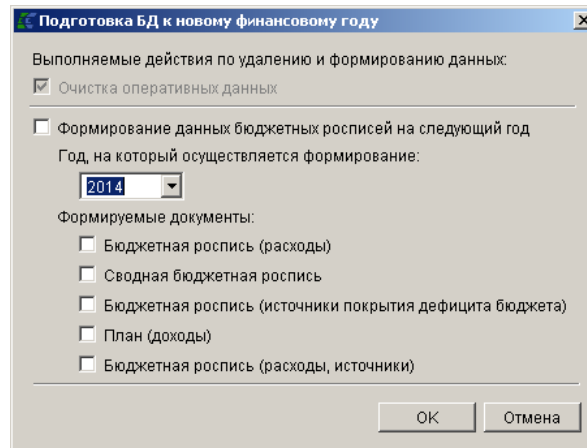 Подготовка БД к новому финансовому году
Выполняемые действия по удалению и формированию данных:
Очистка оперативных данных
Формирование данных бюджетных росписей на следующий год
Год, на который осуществляется формирование:
2014
Формируемые документы:
Бюджетная роспись (расходы)
Сводная бюджетная роспись
Бюджетная роспись (источники покрытия дефицита бюджета)
План (доходы)
Бюджетная роспись (расходы, источники)
OK Отмена